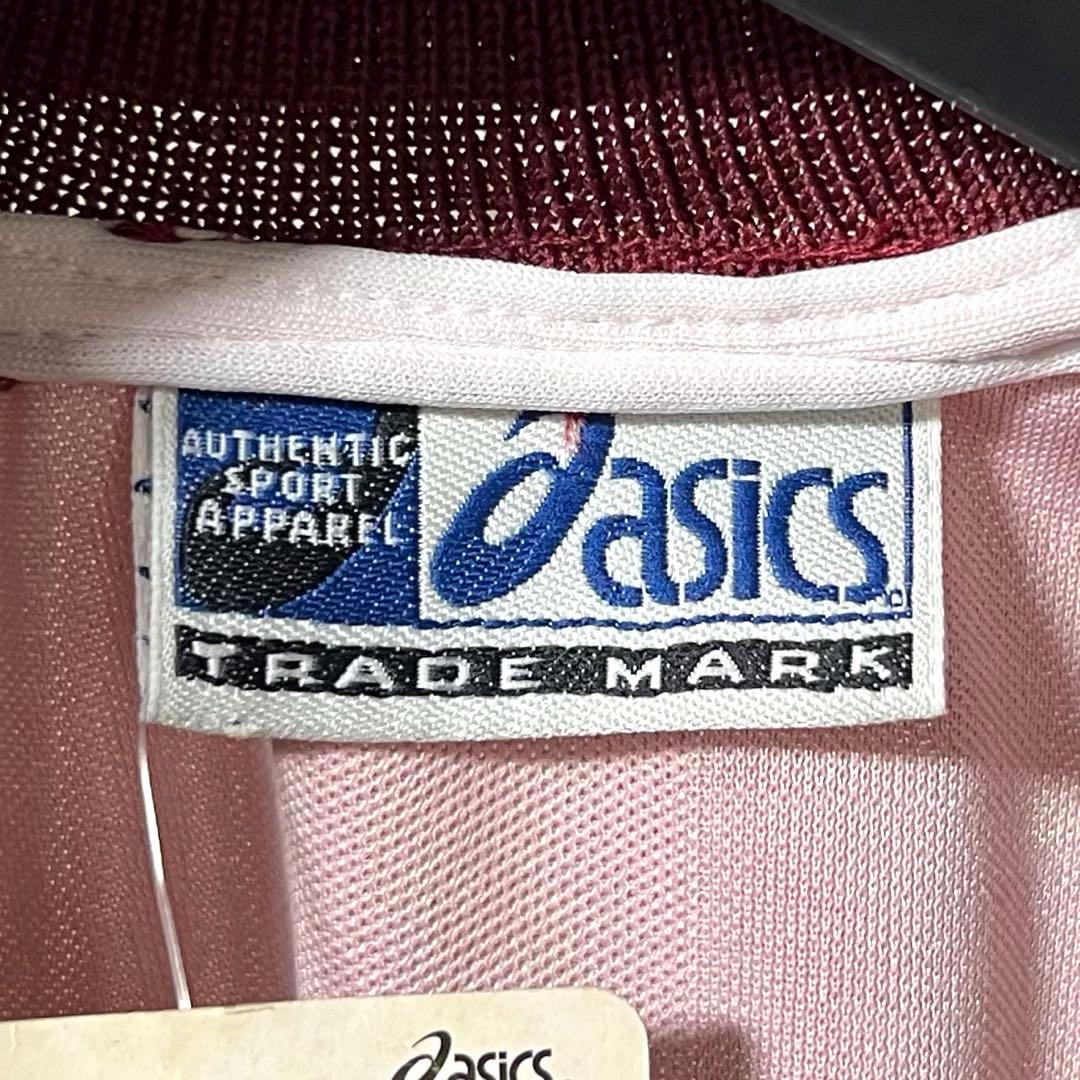 AUTHENTIC
SPORT
APPAREL
asics
TRADE MARK
asics